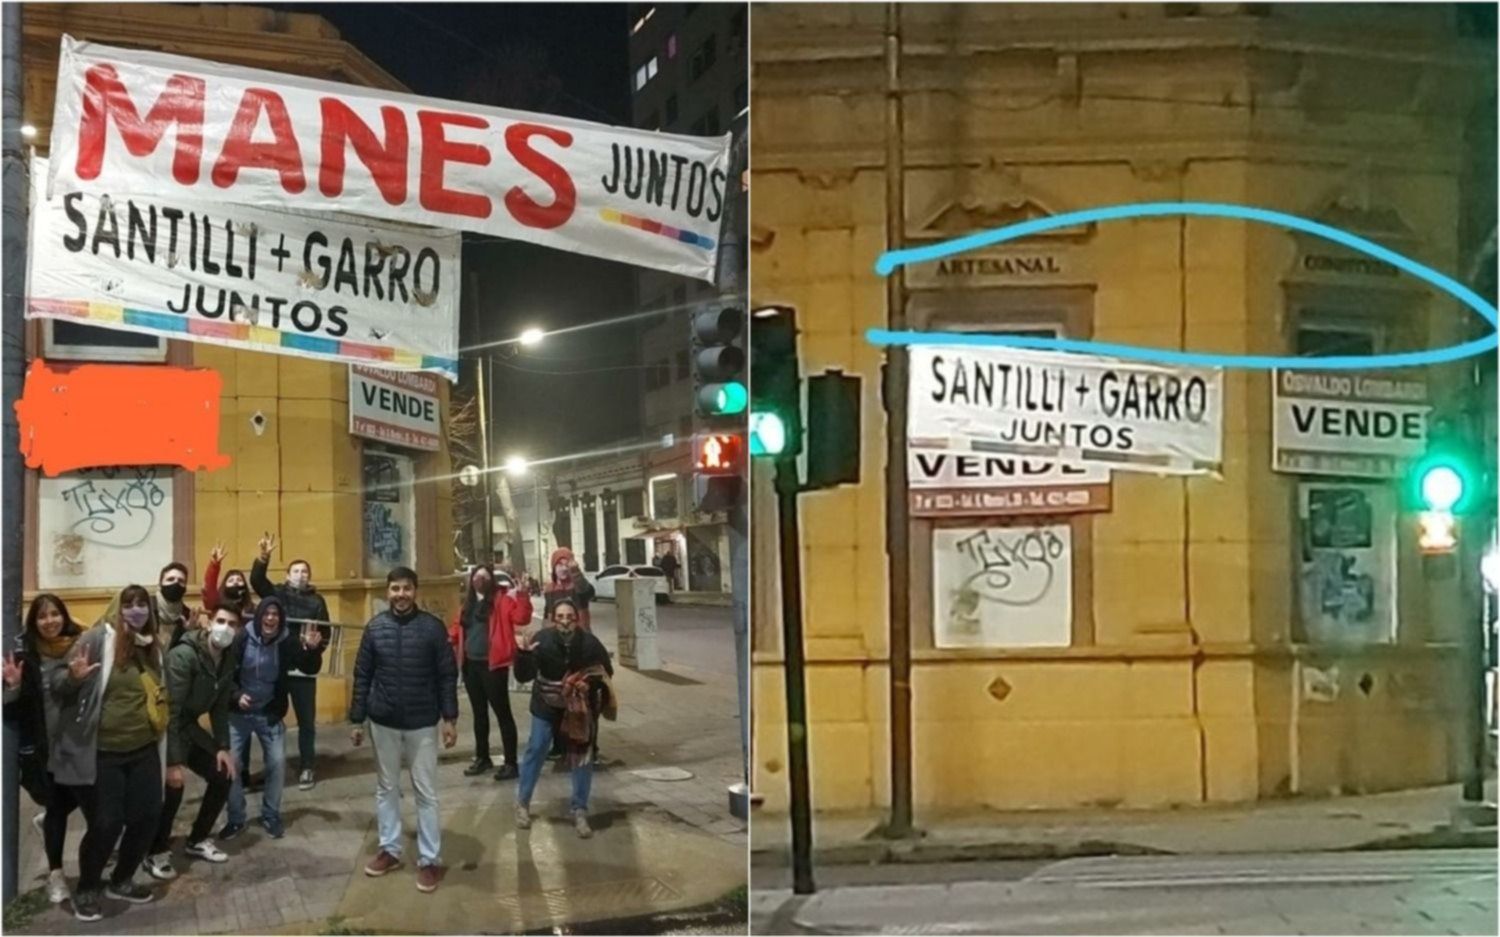 MANES JUNTOS
SANTILLI + GARRO
JUNTOS
OSVALDO LOMBARDI
VENDE
ARTESANAL
SANTILLI + GARRO
JUNTOS
VENDE
OSVALDO LOMBARDI
VENDE